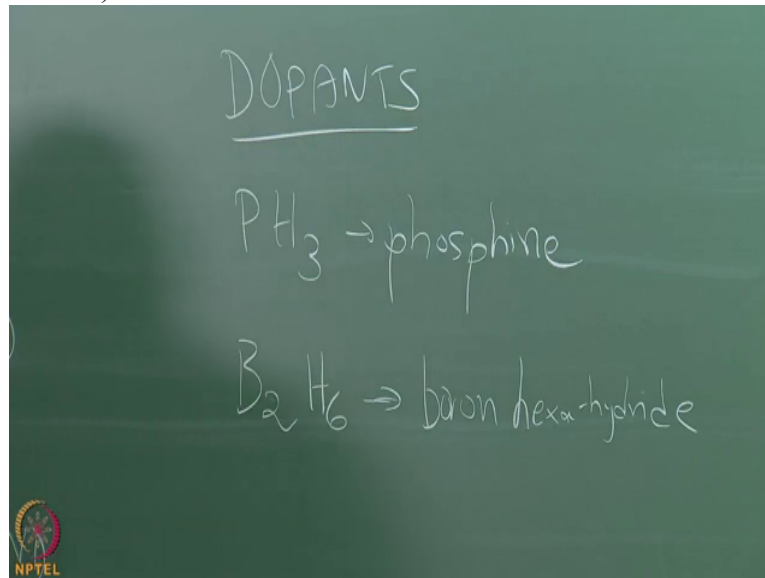 DOPANTS
PH₃ → phosphine
B₂H₆ → boron hexa-hydride
NPTEL